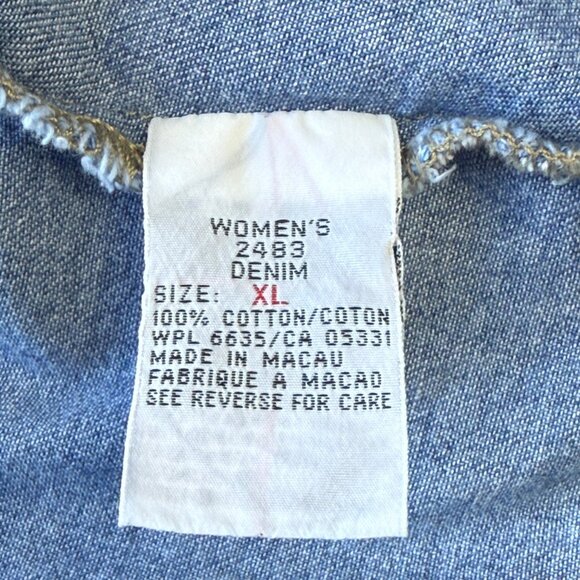 WOMEN'S
2483
DENIM
SIZE: XL
100% COTTON/COTON
WPL 6635/CA 05331
MADE IN MACAU
FABRIQUE A MACAO
SEE REVERSE FOR CARE